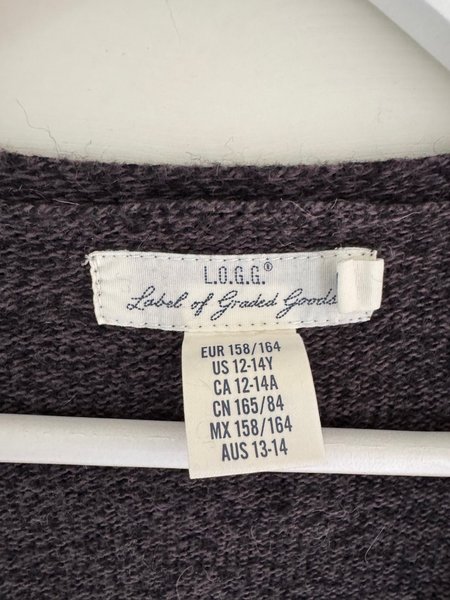 L.O.G.G.®
Label of Graded Goods
EUR 158/164
US 12-14Y
CA 12-14A
CN 165/84
MX 158/164
AUS 13-14